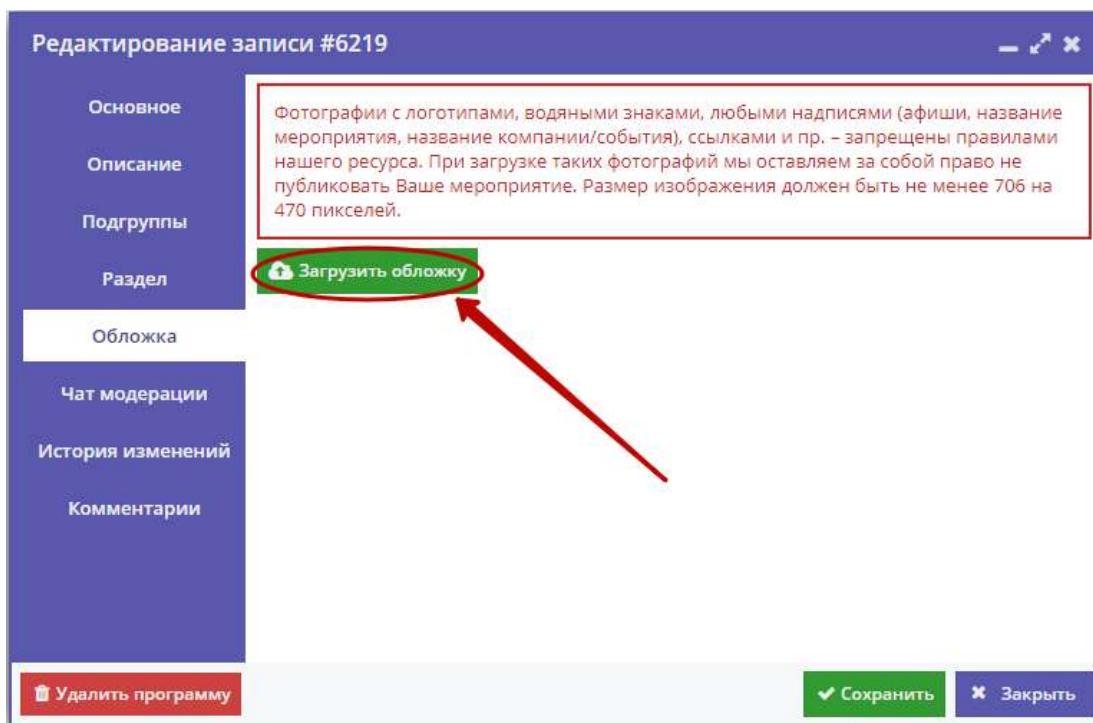 Редактирование записи #6219
Основное
Описание
Подгруппы
Раздел
Обложка
Чат модерации
История изменений
Комментарии
Фотографии с логотипами, водяными знаками, любыми надписями (афиши, название
мероприятия, название компании/события), ссылками и пр. – запрещены правилами
нашего ресурса. При загрузке таких фотографий мы оставляем за собой право не
публиковать Ваше мероприятие. Размер изображения должен быть не менее 706 на
470 пикселей.
Загрузить обложку
Удалить программу
Сохранить
Закрыть